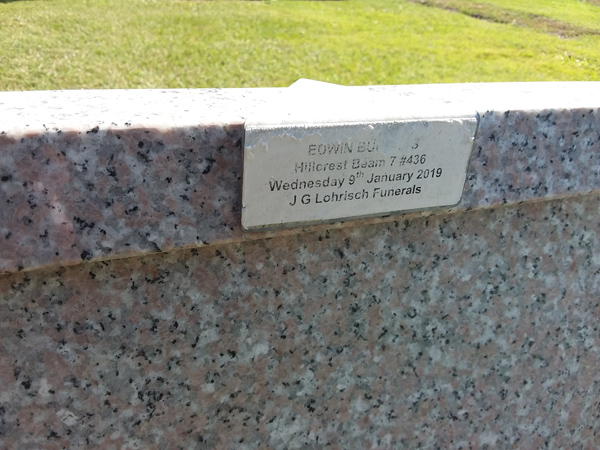 EDWIN
Hillcrest Beam 7 #436
Wednesday 9th January 2019
J G Lohrisch Funerals